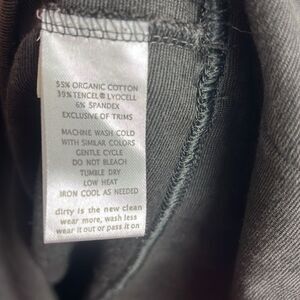 55% ORGANIC COTTON
39% TENCEL® LYOCELL
6% SPANDEX
EXCLUSIVE OF TRIMS
MACHINE WASH COLD
WITH SIMILAR COLORS
GENTLE CYCLE
DO NOT BLEACH
TUMBLE DRY
LOW HEAT
IRON COOL AS NEEDED
dirty is the new clean
wear more, wash less
wear it out or pass it on